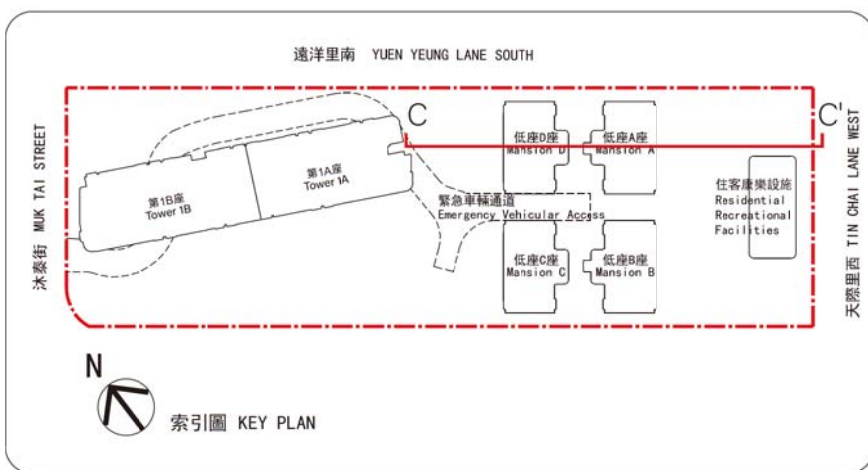 遠洋里南 YUEN YEUNG LANE SOUTH
沐泰街 MUK TAI STREET
C
C'
天際里西 TIN CHAI LANE WEST
低座D座
Mansion D
低座A座
Mansion A
第1A座
Tower 1A
第1B座
Tower 1B
緊急車輛通道
Emergency Vehicular Access
住客康樂設施
Residential
Recreational
Facilities
低座C座
Mansion C
低座B座
Mansion B
N
索引圖 KEY PLAN